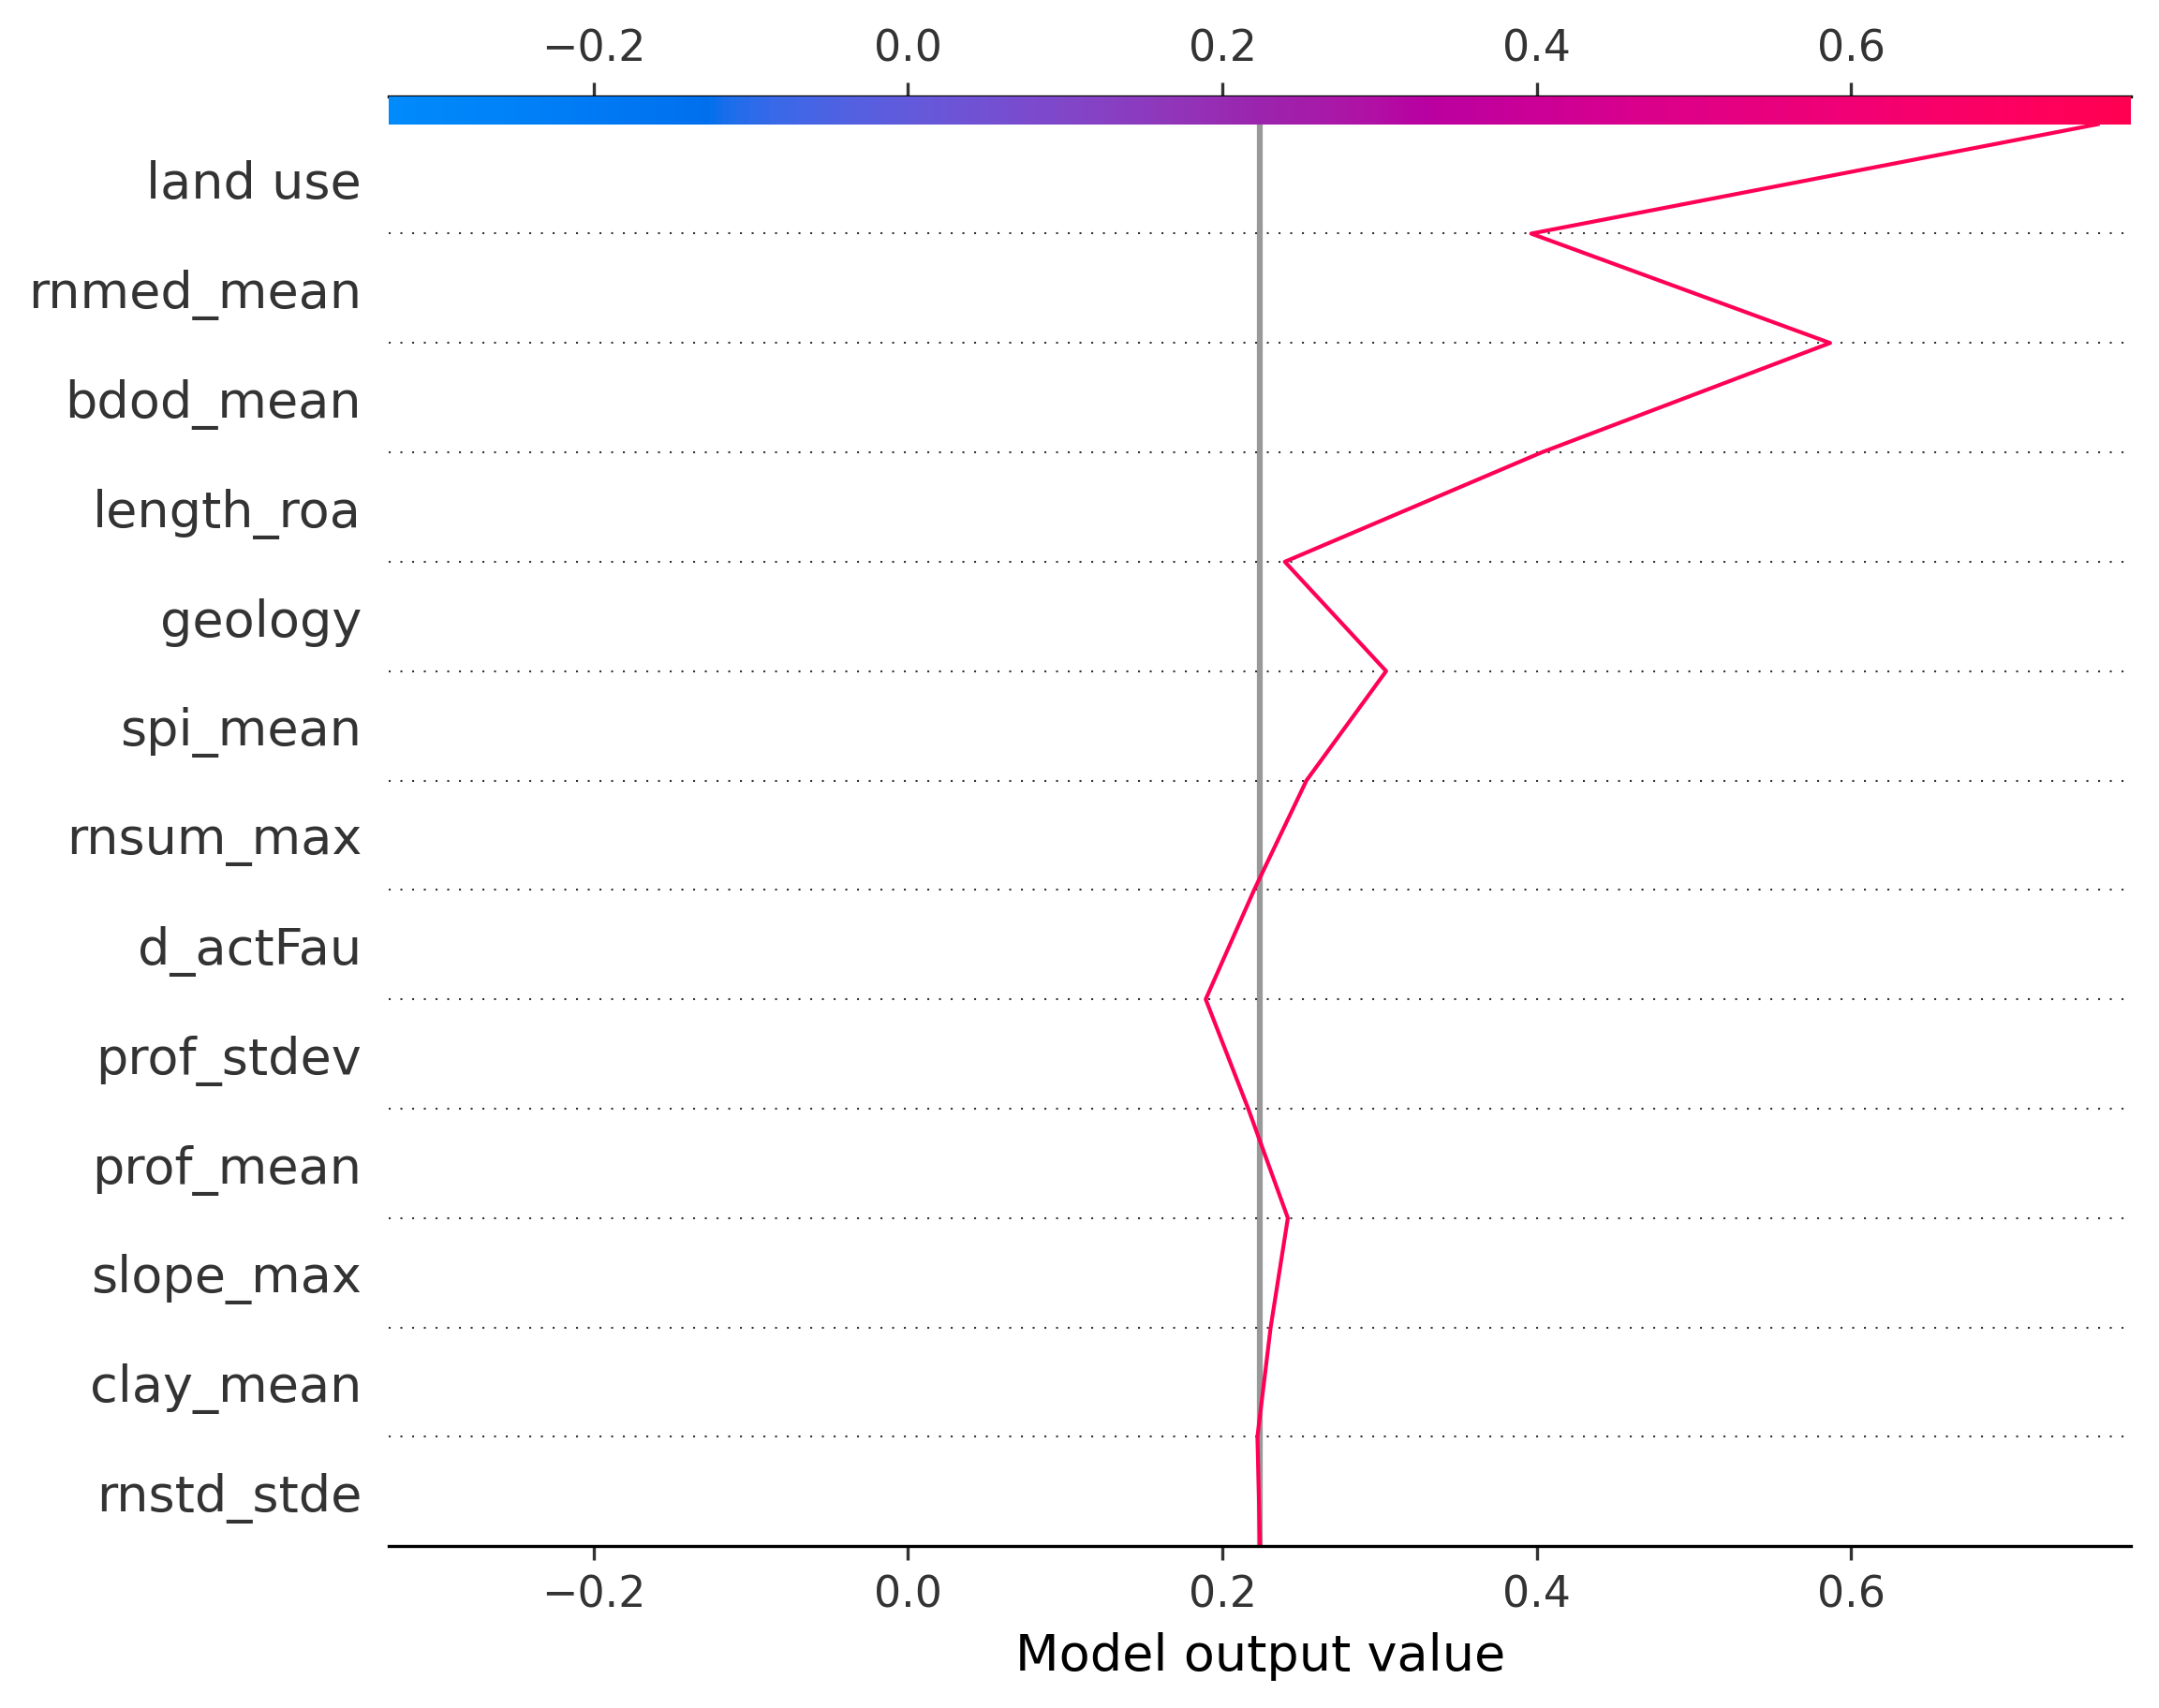 −0.2 0.0 0.2 0.4 0.6
land use
rnmed_mean
bdod_mean
length_roa
geology
spi_mean
rnsum_max
d_actFau
prof_stdev
prof_mean
slope_max
clay_mean
rnstd_stde
−0.2 0.0 0.2 0.4 0.6
Model output value